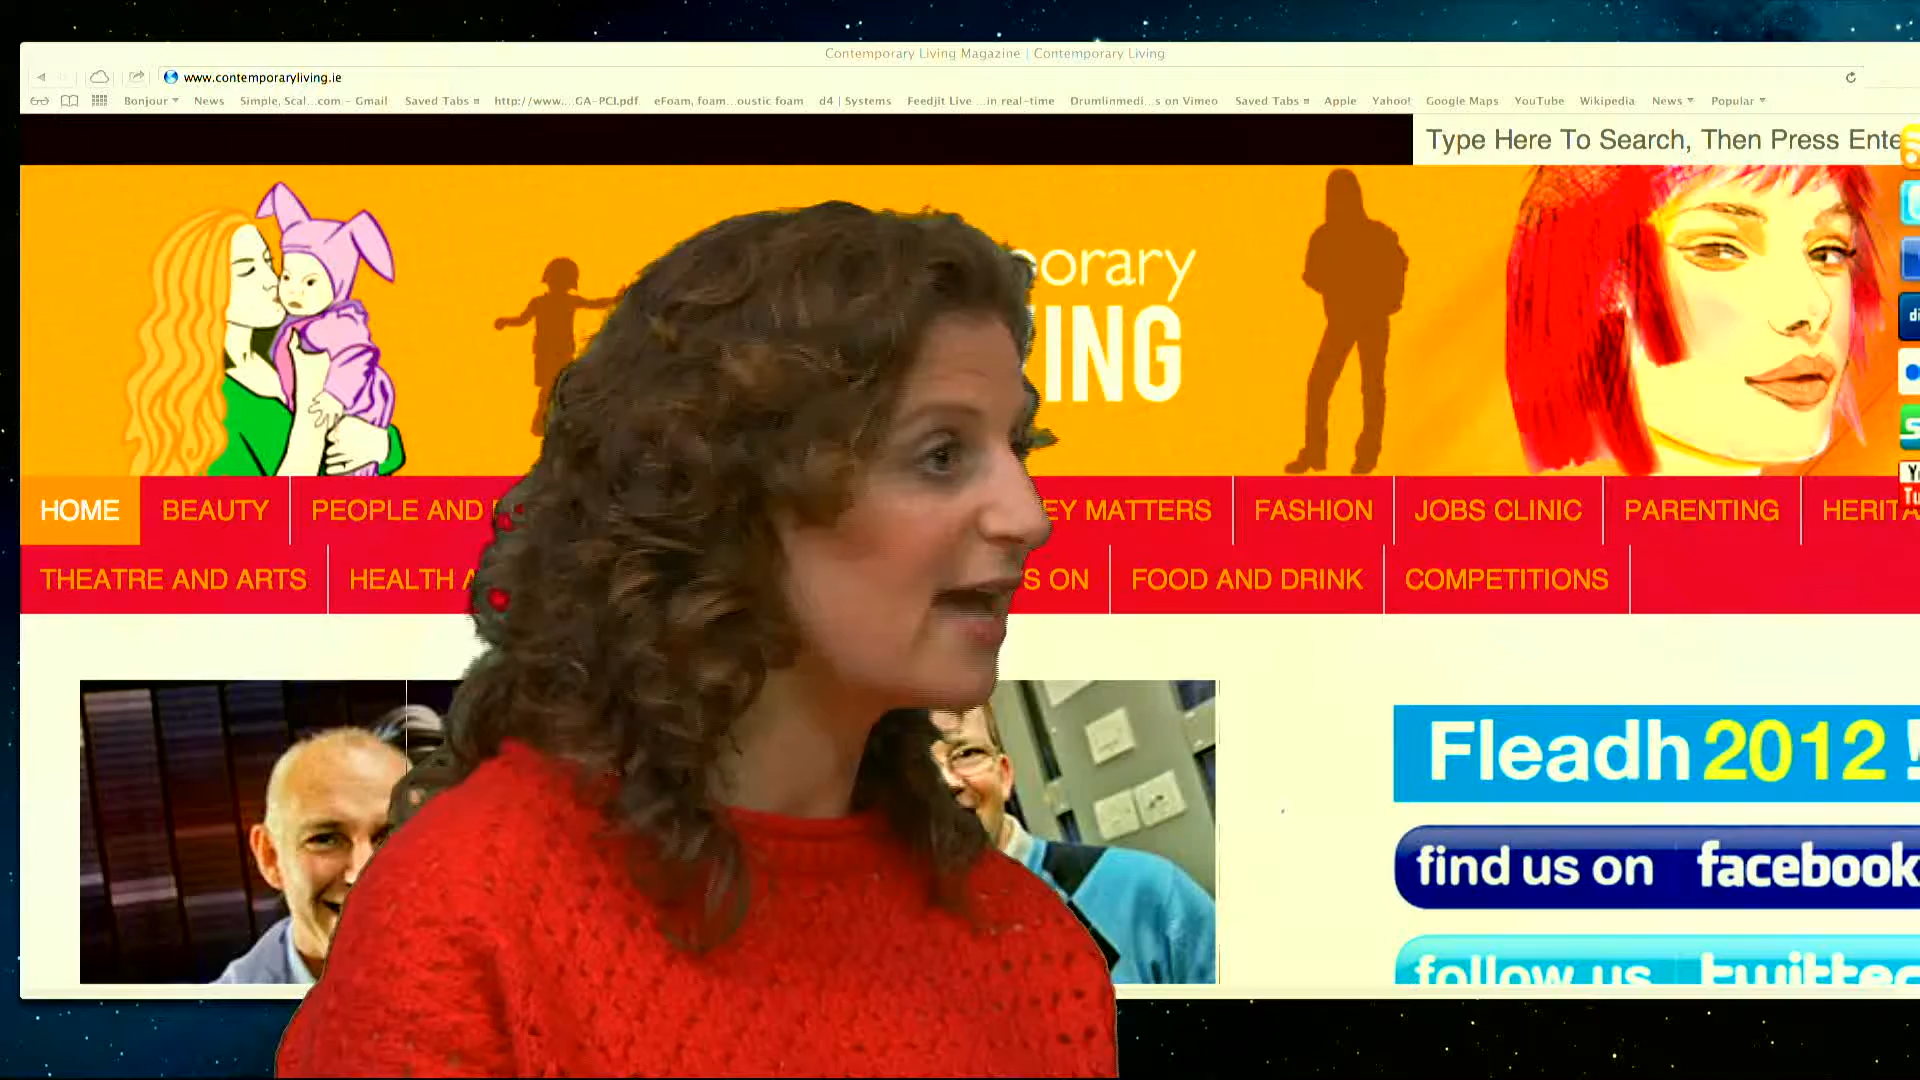 Contemporary Living Magazine | Contemporary Living
www.contemporaryliving.ie
Bonjour News Simple, Scal...com - Gmail Saved Tabs http://www....GA-PCI.pdf eFoam, foam...oustic foam d4 | Systems Feedjit Live ...in real-time Drumlinmedi...s on Vimeo Saved Tabs Apple Yahoo! Google Maps YouTube Wikipedia News Popular
Type Here To Search, Then Press Ente
orary
ING
HOME BEAUTY PEOPLE AND EY MATTERS FASHION JOBS CLINIC PARENTING HERITA
THEATRE AND ARTS HEALTH A S ON FOOD AND DRINK COMPETITIONS
Fleadh 2012 !
find us on facebook
follow us twitter